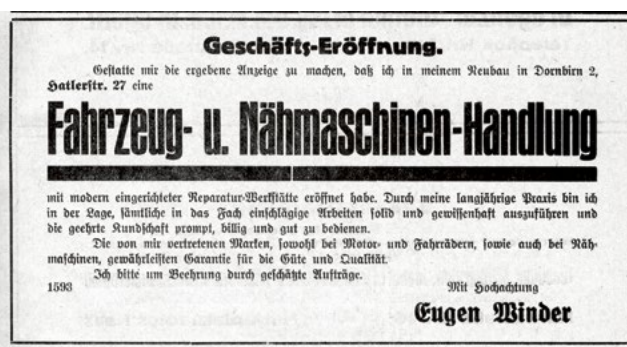 Geschäfts-Eröffnung.
Gestatte mir die ergebene Anzeige zu machen, daß ich in meinem Neubau in Dornbirn 2,
Hatlerstr. 27 eine
Fahrzeug- u. Nähmaschinen-Handlung
mit modern eingerichteter Reparatur-Werkstätte eröffnet habe. Durch meine langjährige Praxis bin ich
in der Lage, sämtliche in das Fach einschlägige Arbeiten solid und gewissenhaft auszuführen und
die geehrte Kundschaft prompt, billig und gut zu bedienen.
Die von mir vertretenen Marken, sowohl bei Motor- und Fahrrädern, sowie auch bei Näh-
maschinen, gewährleisten Garantie für die Güte und Qualität
Ich bitte um Beehrung durch geschätzte Aufträge.
1593 Mit Hochachtung
Eugen Winder